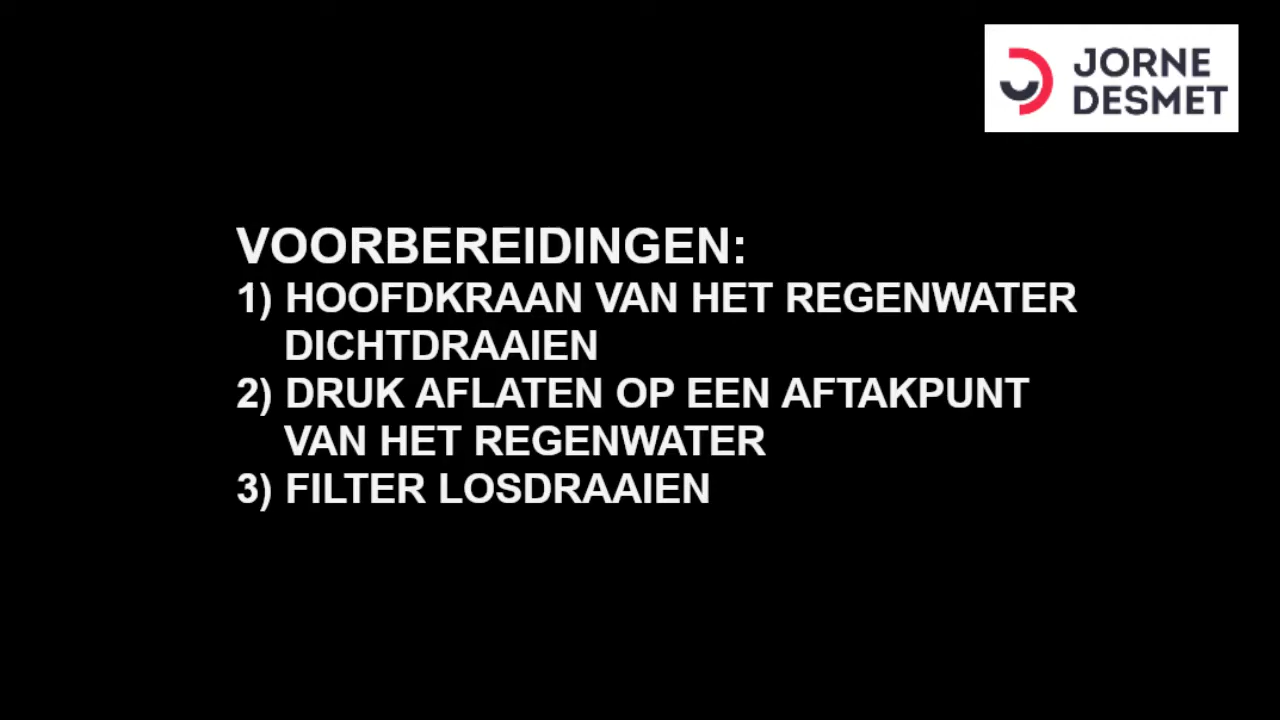 JORNE
DESMET
VOORBEREIDINGEN:
1) HOOFDKRAAN VAN HET REGENWATER
DICHTDRAAIEN
2) DRUK AFLATEN OP EEN AFTAKPUNT
VAN HET REGENWATER
3) FILTER LOSDRAAIEN